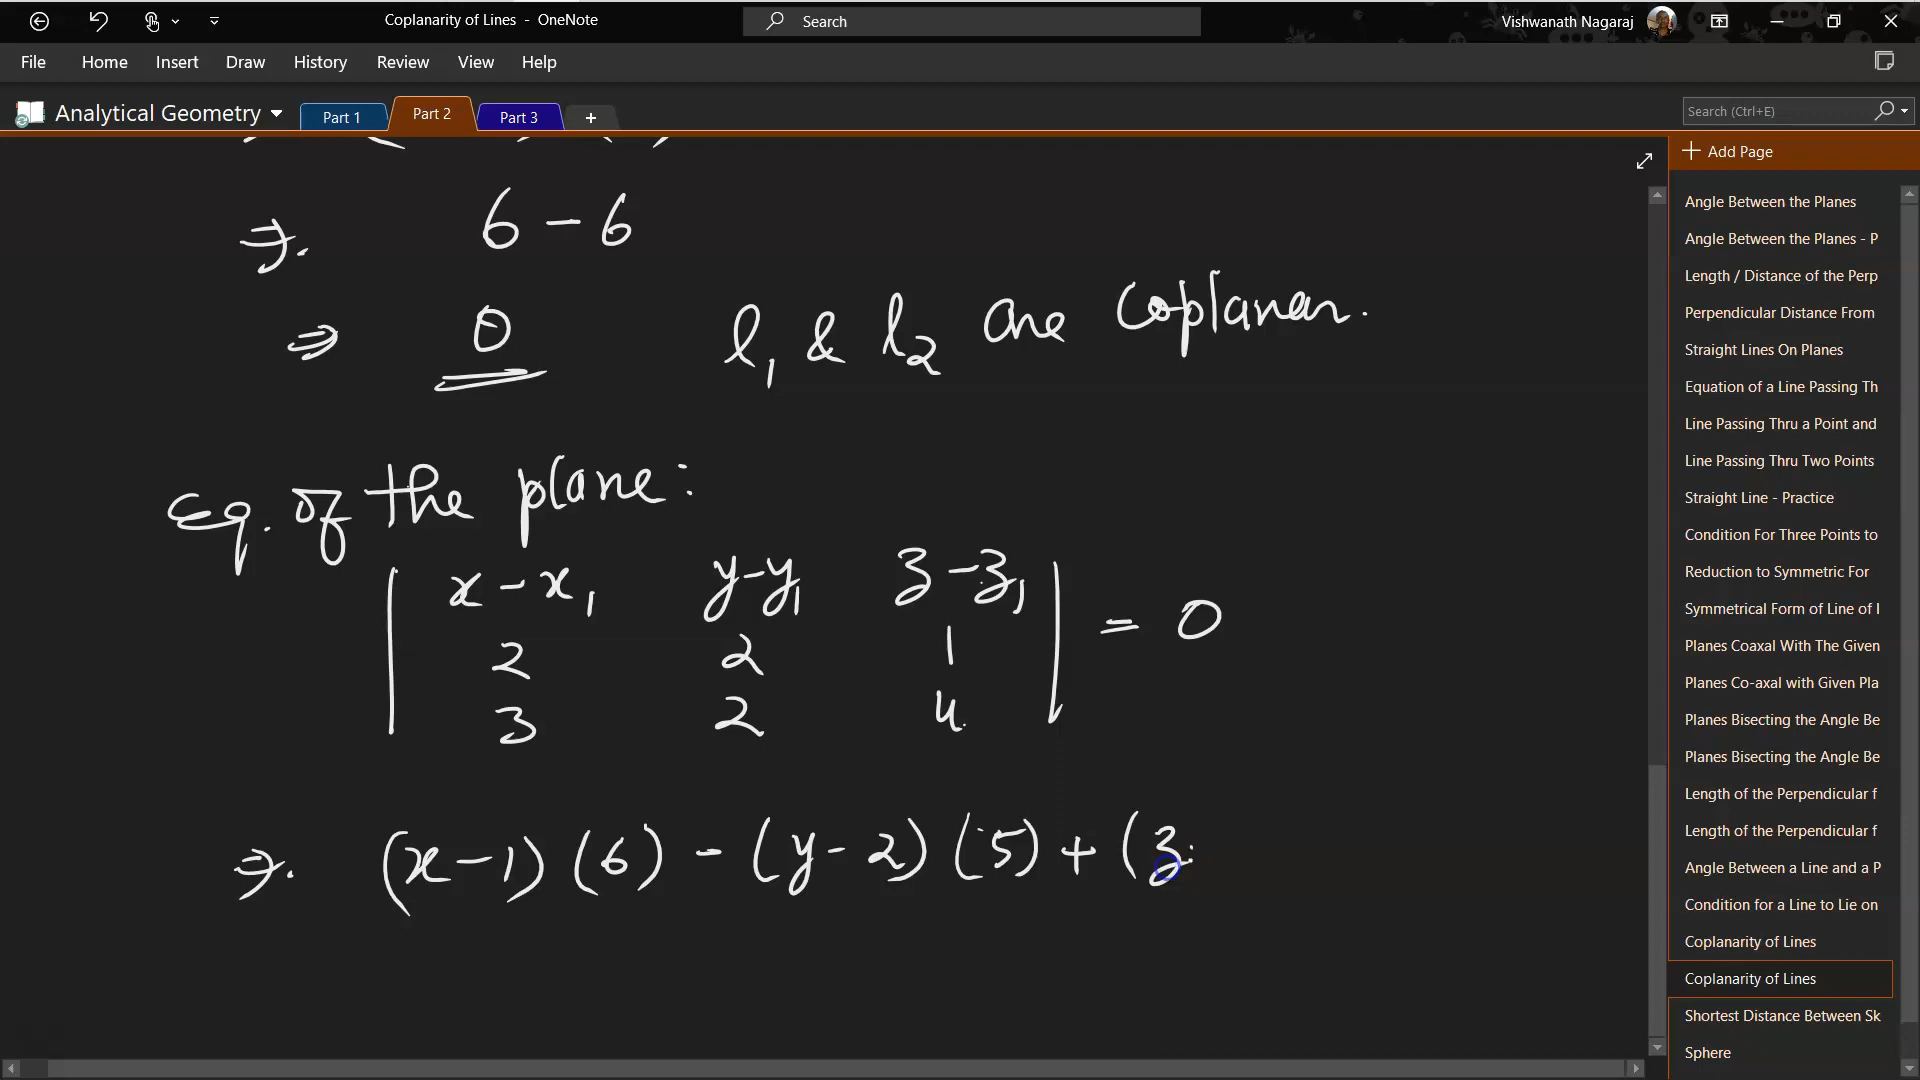 Coplanarity of Lines - OneNote
Search
Vishwanath Nagaraj
File Home Insert Draw History Review View Help
Analytical Geometry Part 1 Part 2 Part 3 +
Search (Ctrl+E)
Add Page
⇒. 6 - 6
⇒ 0 l₁ & l₂ are coplanar.
Eq. of the plane:
| x - x₁ y - y₁ z - z₁ |
| 2 2 1 | = 0
| 3 2 4 |
⇒. (x - 1) (6) - (y - 2) (5) + (z
Angle Between the Planes
Angle Between the Planes - P
Length / Distance of the Perp
Perpendicular Distance From
Straight Lines On Planes
Equation of a Line Passing Th
Line Passing Thru a Point and
Line Passing Thru Two Points
Straight Line - Practice
Condition For Three Points to
Reduction to Symmetric For
Symmetrical Form of Line of I
Planes Coaxal With The Given
Planes Co-axal with Given Pla
Planes Bisecting the Angle Be
Planes Bisecting the Angle Be
Length of the Perpendicular f
Length of the Perpendicular f
Angle Between a Line and a P
Condition for a Line to Lie on
Coplanarity of Lines
Coplanarity of Lines
Shortest Distance Between Sk
Sphere